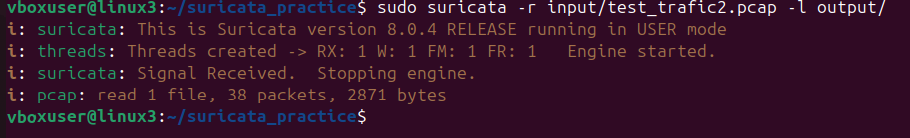 vboxuser@linux3:~/suricata_practice$ sudo suricata -r input/test_trafic2.pcap -l output/
i: suricata: This is Suricata version 8.0.4 RELEASE running in USER mode
i: threads: Threads created -> RX: 1 W: 1 FM: 1 FR: 1   Engine started.
i: suricata: Signal Received.  Stopping engine.
i: pcap: read 1 file, 38 packets, 2871 bytes
vboxuser@linux3:~/suricata_practice$